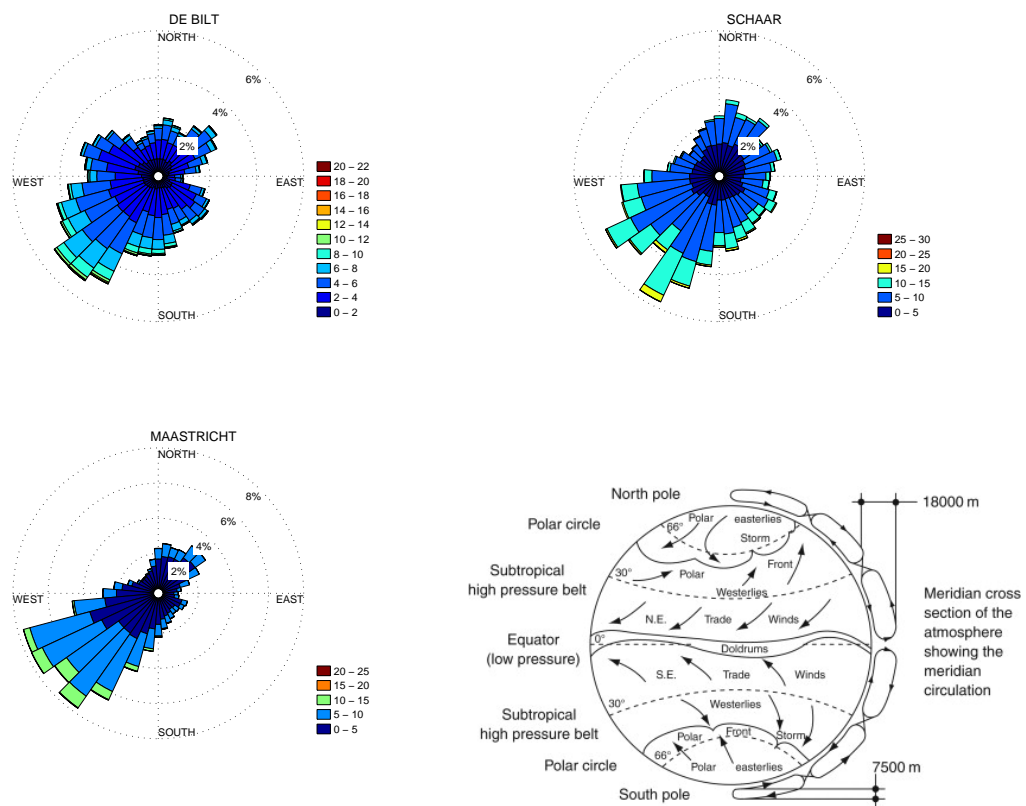 DE BILT
NORTH
6%
4%
2%
WEST
EAST
SOUTH
20 – 22
18 – 20
16 – 18
14 – 16
12 – 14
10 – 12
8 – 10
6 – 8
4 – 6
2 – 4
0 – 2
SCHAAR
NORTH
6%
4%
2%
WEST
EAST
SOUTH
25 – 30
20 – 25
15 – 20
10 – 15
5 – 10
0 – 5
MAASTRICHT
NORTH
8%
6%
4%
2%
WEST
EAST
SOUTH
20 – 25
15 – 20
10 – 15
5 – 10
0 – 5
North pole
18000 m
Polar circle
66°
Polar easterlies
Storm
Front
Subtropical
high pressure belt
30°
Polar
Westerlies
N.E. Trade Winds
Equator
(low pressure)
0°
Doldrums
S.E. Trade Winds
30°
Westerlies
Subtropical
high pressure belt
Polar Front Storm
66°
Polar circle
Polar easterlies
South pole
7500 m
Meridian cross
section of the
atmosphere
showing the
meridian
circulation